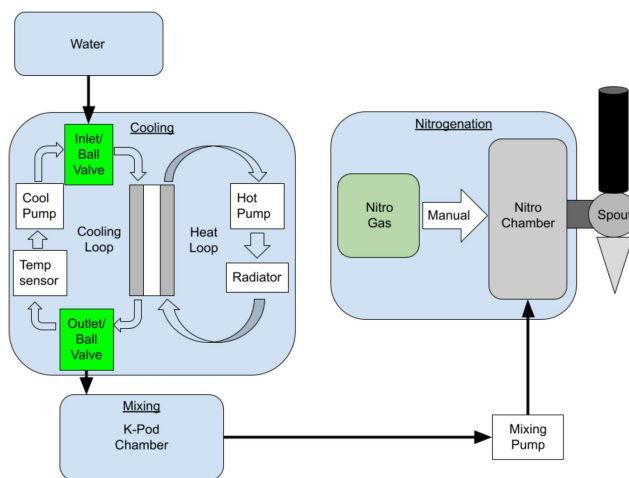 Water
Cooling
Inlet/
Ball
Valve
Cool
Pump
Cooling
Loop
Heat
Loop
Hot
Pump
Temp
sensor
Radiator
Outlet/
Ball
Valve
Mixing
K-Pod
Chamber
Mixing
Pump
Nitrogenation
Nitro
Gas
Manual
Nitro
Chamber
Spout